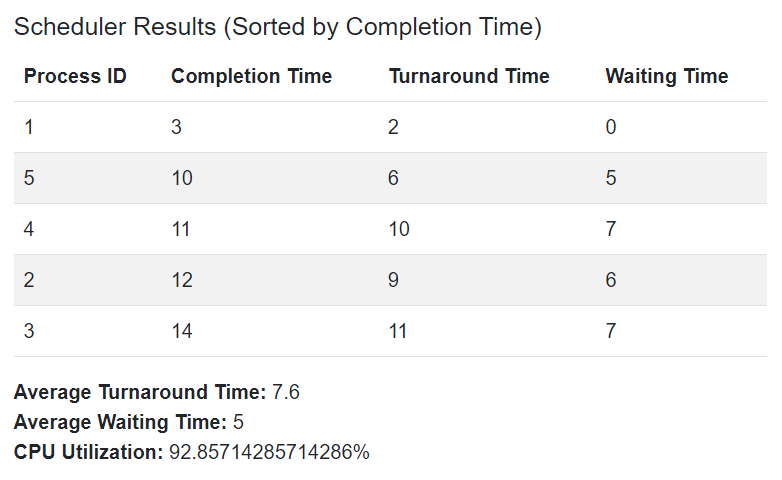 Scheduler Results (Sorted by Completion Time)
Process ID Completion Time Turnaround Time Waiting Time
1 3 2 0
5 10 6 5
4 11 10 7
2 12 9 6
3 14 11 7
Average Turnaround Time: 7.6
Average Waiting Time: 5
CPU Utilization: 92.85714285714286%